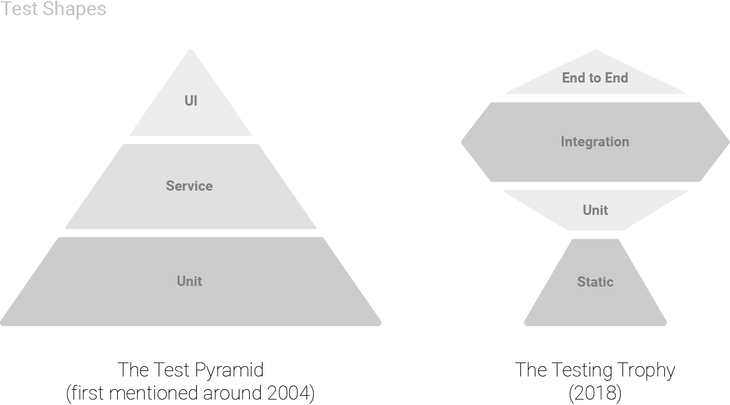 Test Shapes
UI
Service
Unit
The Test Pyramid
(first mentioned around 2004)
End to End
Integration
Unit
Static
The Testing Trophy
(2018)